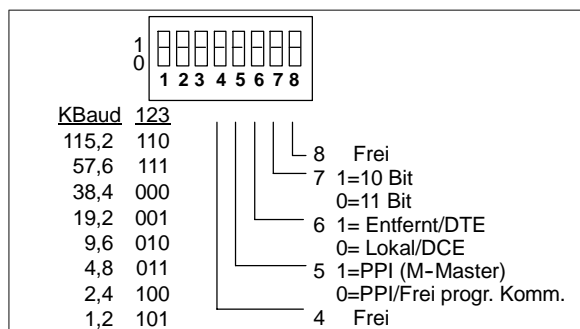 1
0
1 2 3 4 5 6 7 8
KBaud 123
115,2 110
57,6 111
38,4 000
19,2 001
9,6 010
4,8 011
2,4 100
1,2 101
8 Frei
7 1=10 Bit
0=11 Bit
6 1= Entfernt/DTE
0= Lokal/DCE
5 1=PPI (M-Master)
0=PPI/Frei progr. Komm.
4 Frei